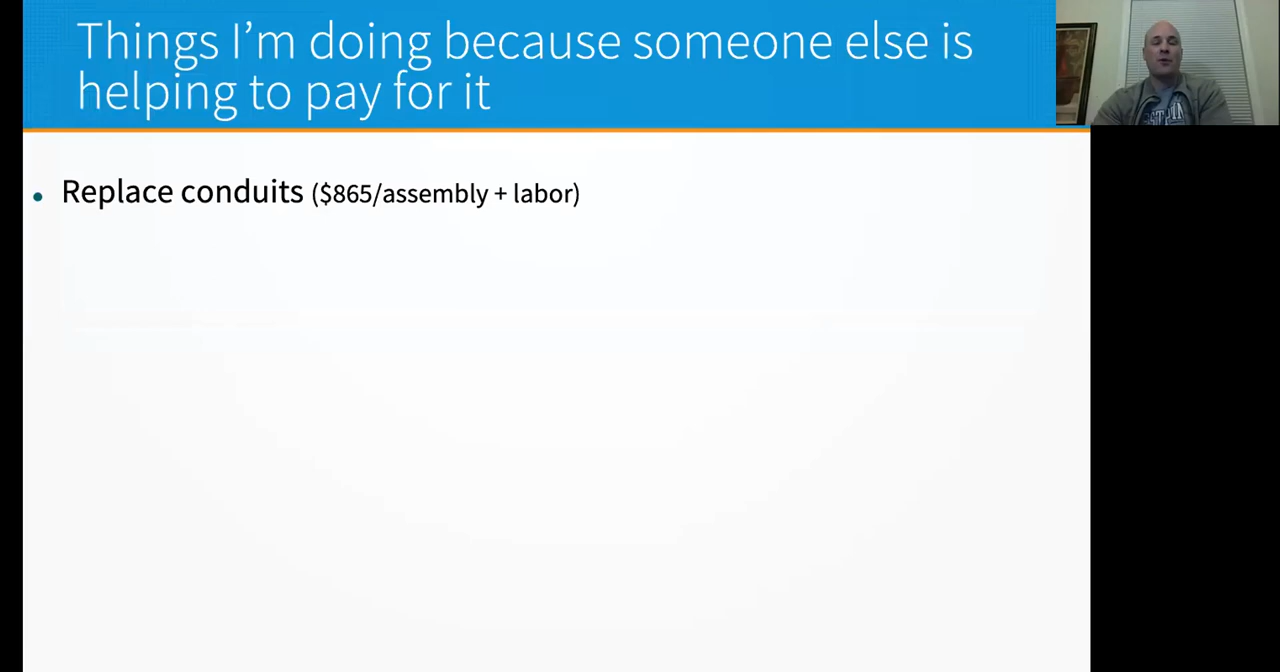 Things I’m doing because someone else is
helping to pay for it
• Replace conduits ($865/assembly + labor)